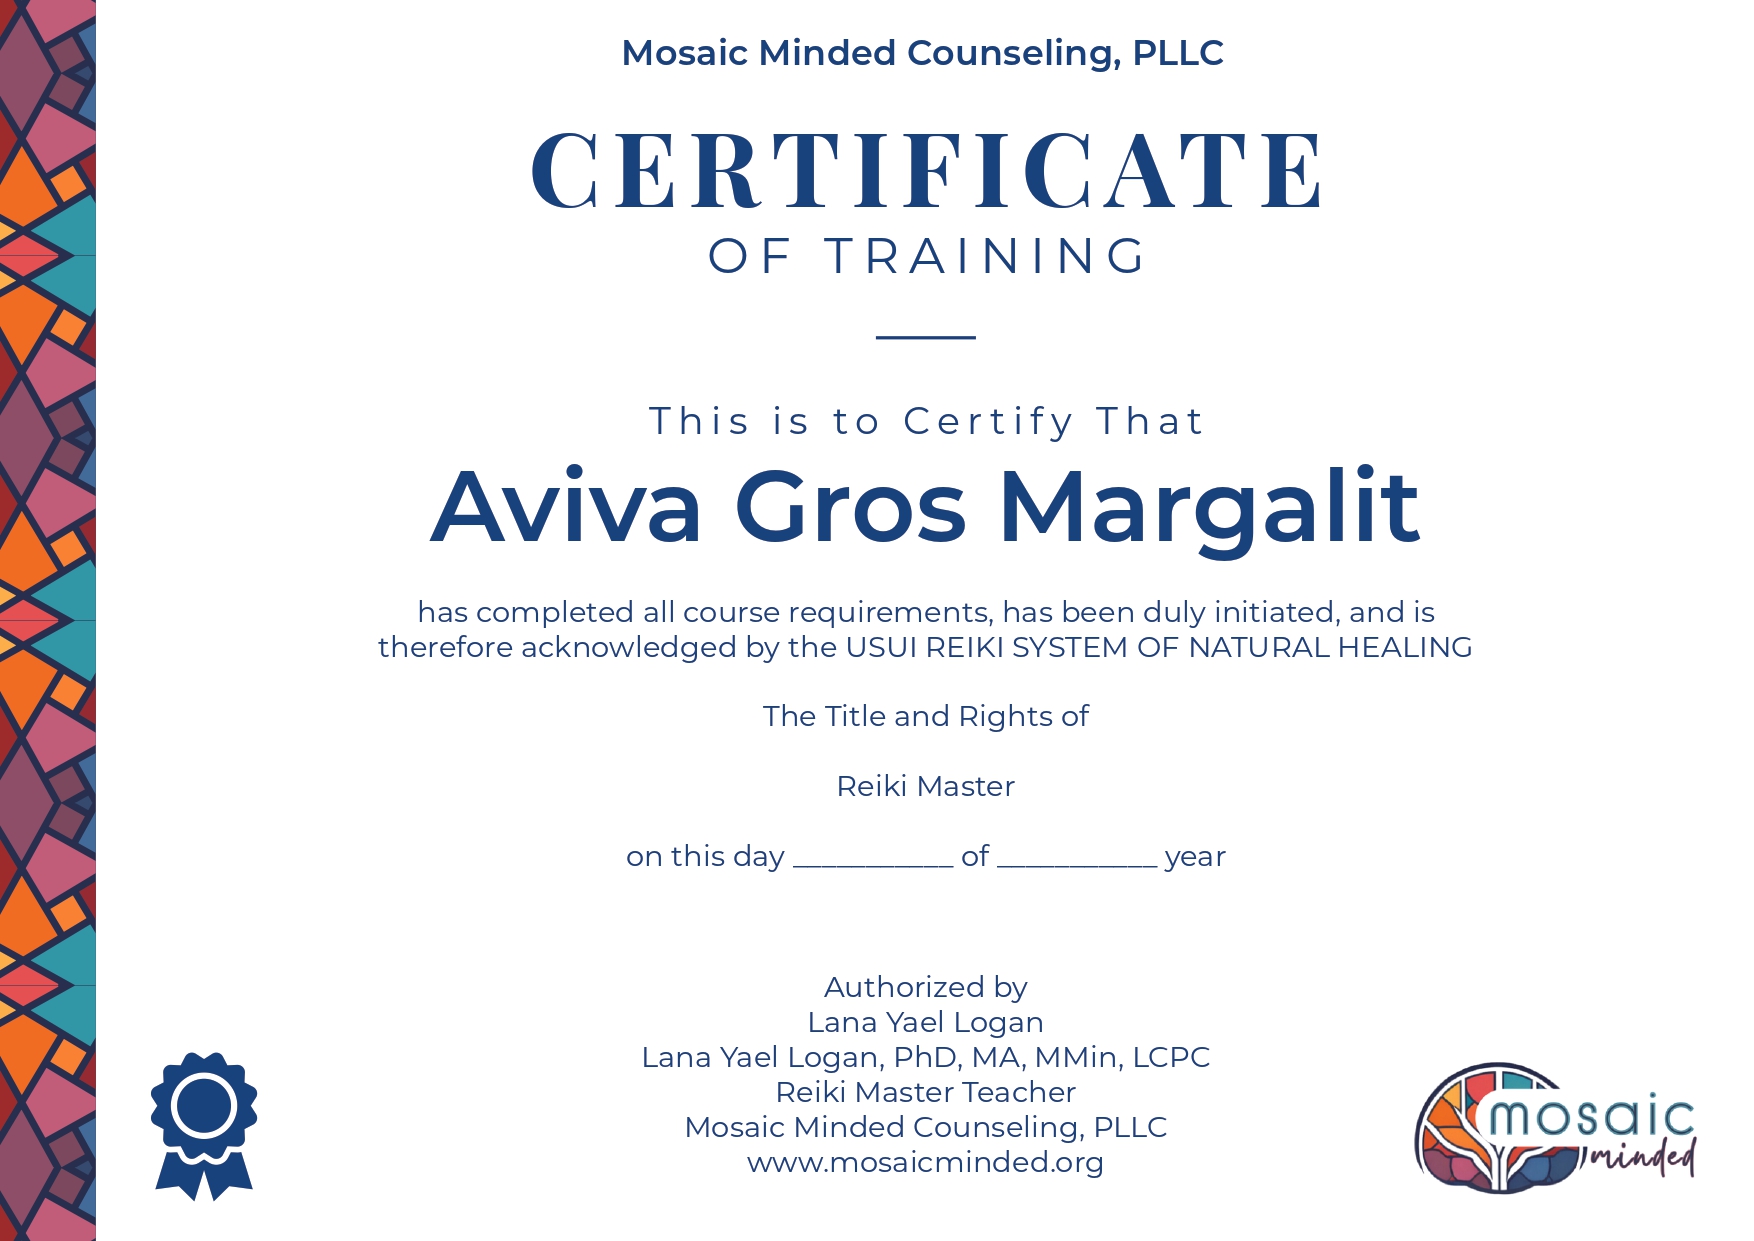 Mosaic Minded Counseling, PLLC
CERTIFICATE
OF TRAINING
This is to Certify That
Aviva Gros Margalit
has completed all course requirements, has been duly initiated, and is
therefore acknowledged by the USUI REIKI SYSTEM OF NATURAL HEALING
The Title and Rights of
Reiki Master
on this day ___________ of ___________ year
Authorized by
Lana Yael Logan
Lana Yael Logan, PhD, MA, MMin, LCPC
Reiki Master Teacher
Mosaic Minded Counseling, PLLC
www.mosaicminded.org
mosaic
minded